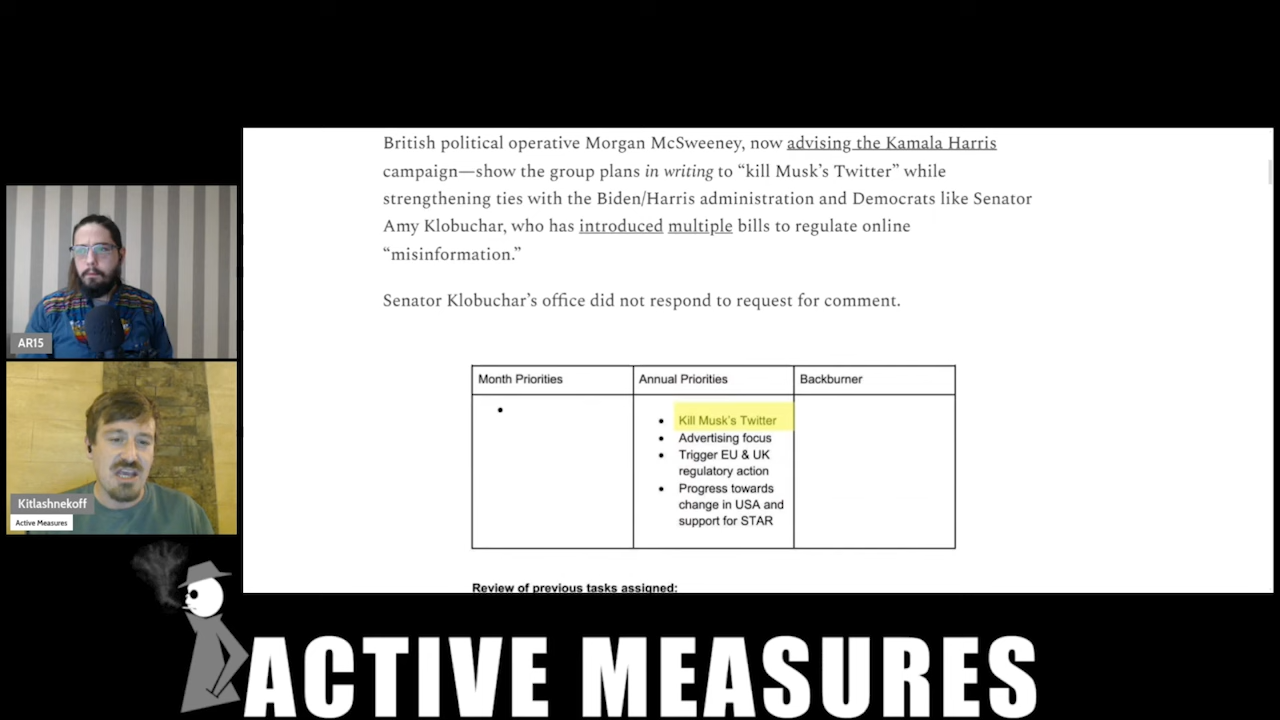 British political operative Morgan McSweeney, now advising the Kamala Harris
campaign—show the group plans in writing to “kill Musk’s Twitter” while
strengthening ties with the Biden/Harris administration and Democrats like Senator
Amy Klobuchar, who has introduced multiple bills to regulate online
“misinformation.”
Senator Klobuchar’s office did not respond to request for comment.
Month Priorities
Annual Priorities
Backburner
• Kill Musk’s Twitter
• Advertising focus
• Trigger EU & UK
regulatory action
• Progress towards
change in USA and
support for STAR
Review of previous tasks assigned:
AR15
Kitlashnekoff
Active Measures
ACTIVE MEASURES